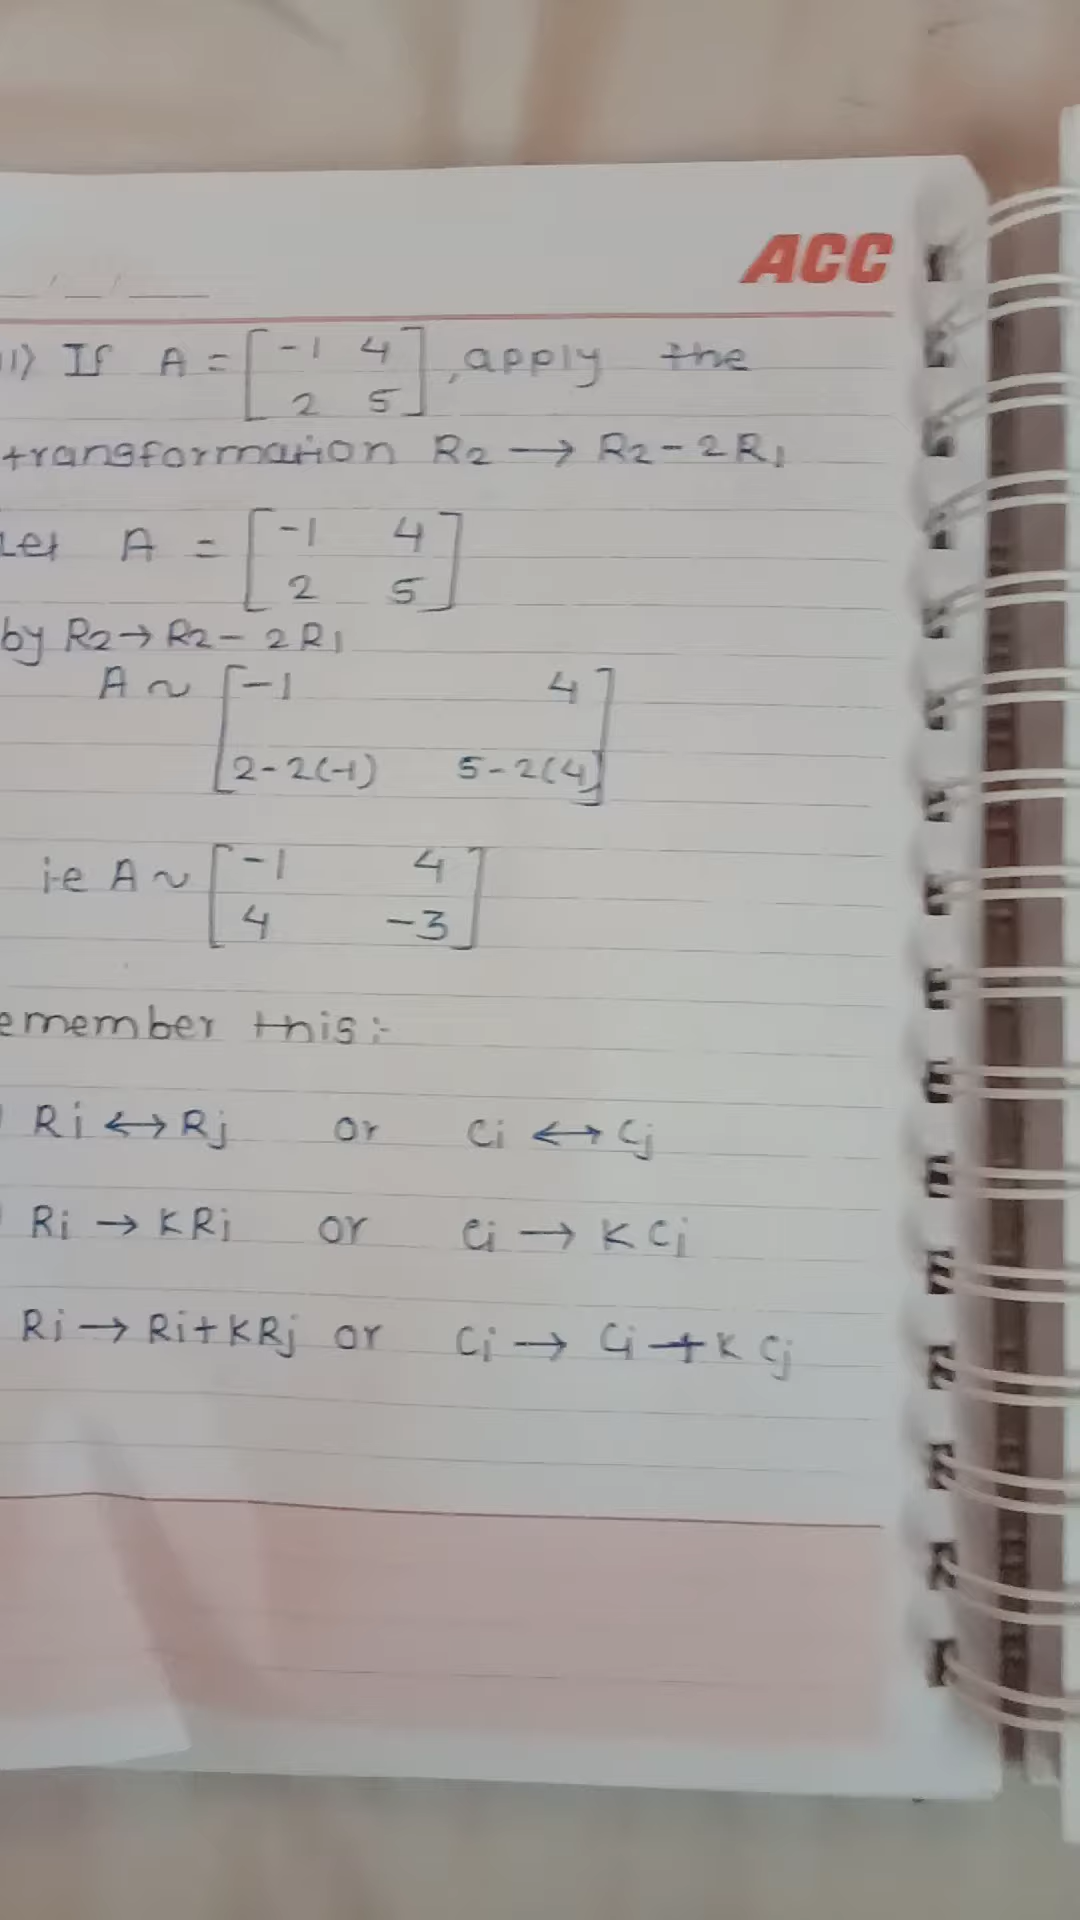 ACC
1) If A = [ -1 4
2 5 ], apply the
transformation R2 → R2 - 2R1
Let A = [ -1 4
2 5 ]
by R2 → R2 - 2R1
A ~ [ -1 4
2-2(-1) 5-2(4) ]
i.e A ~ [ -1 4
4 -3 ]
emember this:-
Ri ↔ Rj or Ci ↔ Cj
Ri → KRi or Ci → KCi
Ri → Ri+KRj or Ci → Ci+KCj